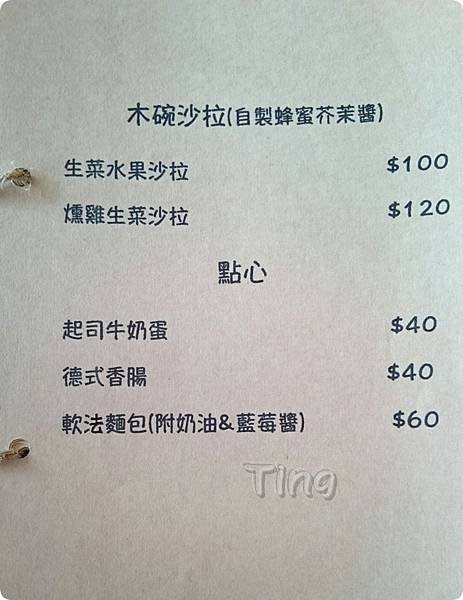 木碗沙拉(自製蜂蜜芥茉醬)
生菜水果沙拉 $100
燻雞生菜沙拉 $120
點心
起司牛奶蛋 $40
德式香腸 $40
軟法麵包(附奶油&藍莓醬) $60
Ting